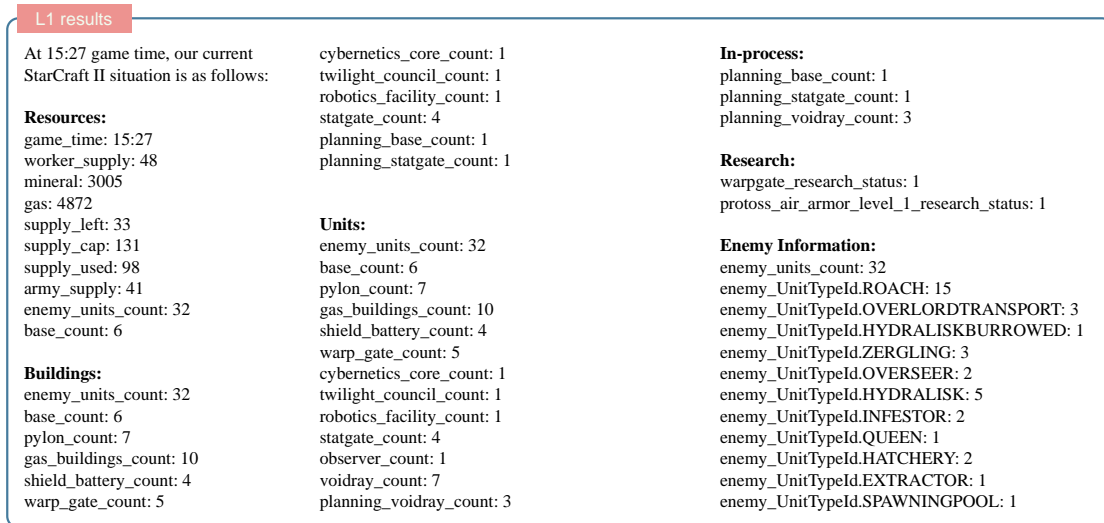 L1 results
At 15:27 game time, our current
StarCraft II situation is as follows:
Resources:
game_time: 15:27
worker_supply: 48
mineral: 3005
gas: 4872
supply_left: 33
supply_cap: 131
supply_used: 98
army_supply: 41
enemy_units_count: 32
base_count: 6
Buildings:
enemy_units_count: 32
base_count: 6
pylon_count: 7
gas_buildings_count: 10
shield_battery_count: 4
warp_gate_count: 5
cybernetics_core_count: 1
twilight_council_count: 1
robotics_facility_count: 1
statgate_count: 4
planning_base_count: 1
planning_statgate_count: 1
Units:
enemy_units_count: 32
base_count: 6
pylon_count: 7
gas_buildings_count: 10
shield_battery_count: 4
warp_gate_count: 5
cybernetics_core_count: 1
twilight_council_count: 1
robotics_facility_count: 1
statgate_count: 4
observer_count: 1
voidray_count: 7
planning_voidray_count: 3
In-process:
planning_base_count: 1
planning_statgate_count: 1
planning_voidray_count: 3
Research:
warpgate_research_status: 1
protoss_air_armor_level_1_research_status: 1
Enemy Information:
enemy_units_count: 32
enemy_UnitTypeId.ROACH: 15
enemy_UnitTypeId.OVERLORDTRANSPORT: 3
enemy_UnitTypeId.HYDRALISKBURROWED: 1
enemy_UnitTypeId.ZERGLING: 3
enemy_UnitTypeId.OVERSEER: 2
enemy_UnitTypeId.HYDRALISK: 5
enemy_UnitTypeId.INFESTOR: 2
enemy_UnitTypeId.QUEEN: 1
enemy_UnitTypeId.HATCHERY: 2
enemy_UnitTypeId.EXTRACTOR: 1
enemy_UnitTypeId.SPAWNINGPOOL: 1